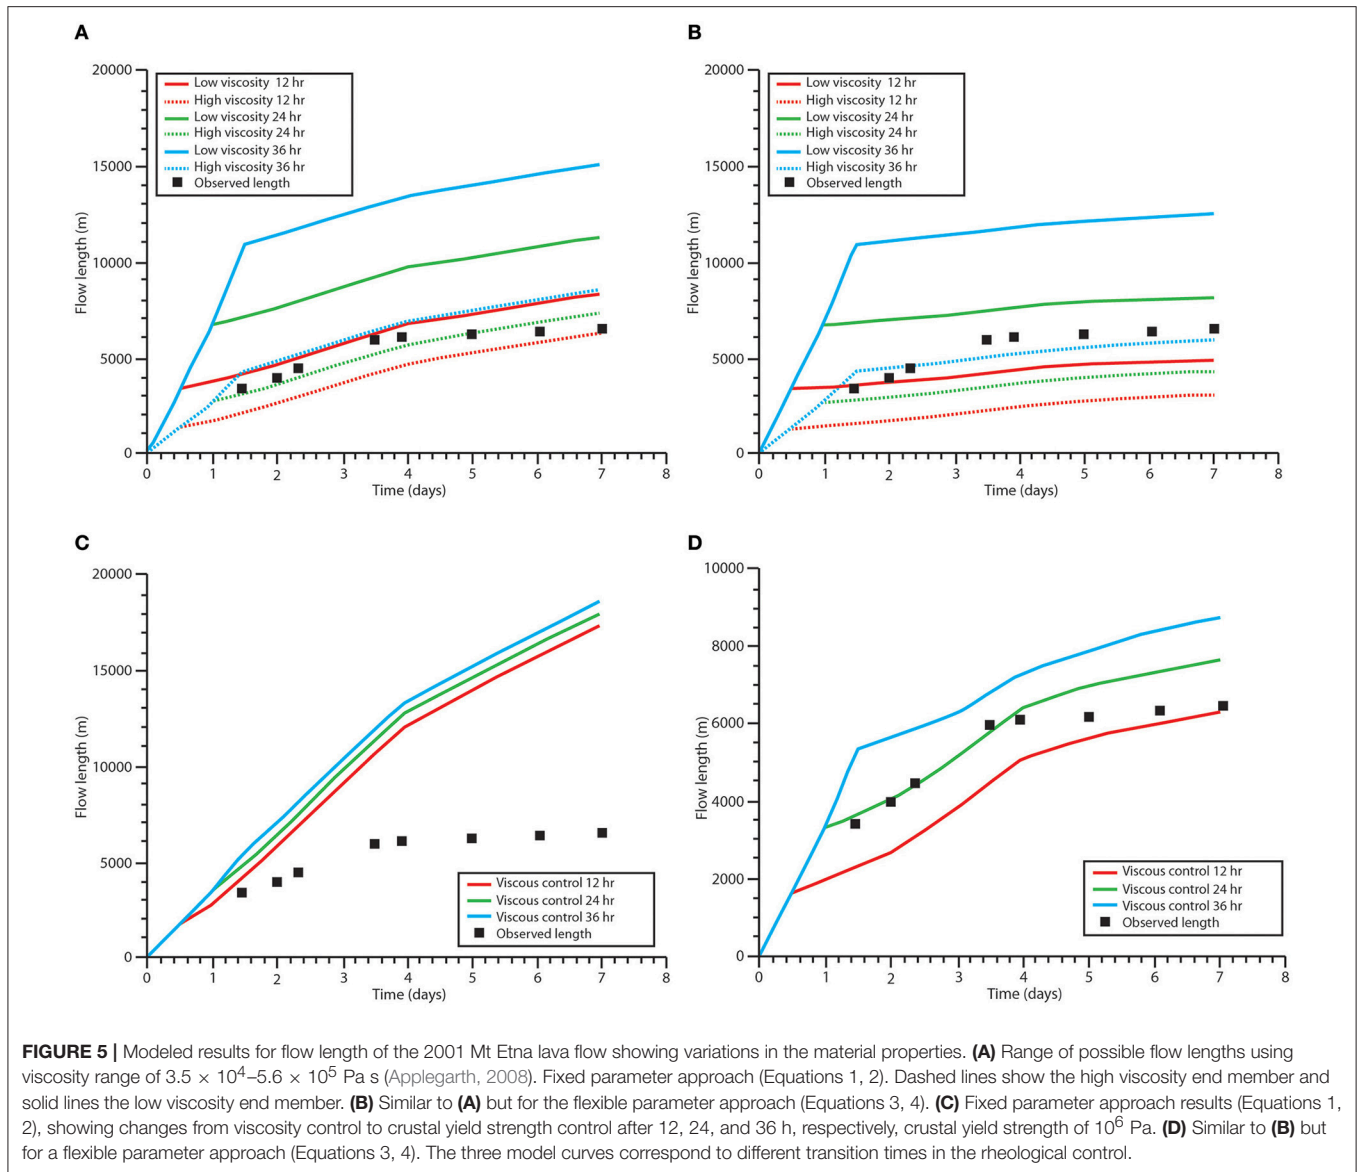 A
20000
15000
10000
5000
0
Flow length (m)
Low viscosity 12 hr
High viscosity 12 hr
Low viscosity 24 hr
High viscosity 24 hr
Low viscosity 36 hr
High viscosity 36 hr
Observed length
0 1 2 3 4 5 6 7 8
Time (days)
B
20000
15000
10000
5000
0
Flow length (m)
Low viscosity 12 hr
High viscosity 12 hr
Low viscosity 24 hr
High viscosity 24 hr
Low viscosity 36 hr
High viscosity 36 hr
Observed length
0 1 2 3 4 5 6 7 8
Time (days)
C
20000
15000
10000
5000
0
Flow length (m)
Viscous control 12 hr
Viscous control 24 hr
Viscous control 36 hr
Observed length
0 1 2 3 4 5 6 7 8
Time (days)
D
10000
8000
6000
4000
2000
0
Flow length (m)
Viscous control 12 hr
Viscous control 24 hr
Viscous control 36 hr
Observed length
0 1 2 3 4 5 6 7 8
Time (days)
FIGURE 5 | Modeled results for flow length of the 2001 Mt Etna lava flow showing variations in the material properties. (A) Range of possible flow lengths using
viscosity range of 3.5 × 10⁴–5.6 × 10⁵ Pa s (Applegarth, 2008). Fixed parameter approach (Equations 1, 2). Dashed lines show the high viscosity end member and
solid lines the low viscosity end member. (B) Similar to (A) but for the flexible parameter approach (Equations 3, 4). (C) Fixed parameter approach results (Equations 1,
2), showing changes from viscosity control to crustal yield strength control after 12, 24, and 36 h, respectively, crustal yield strength of 10⁶ Pa. (D) Similar to (B) but
for a flexible parameter approach (Equations 3, 4). The three model curves correspond to different transition times in the rheological control.